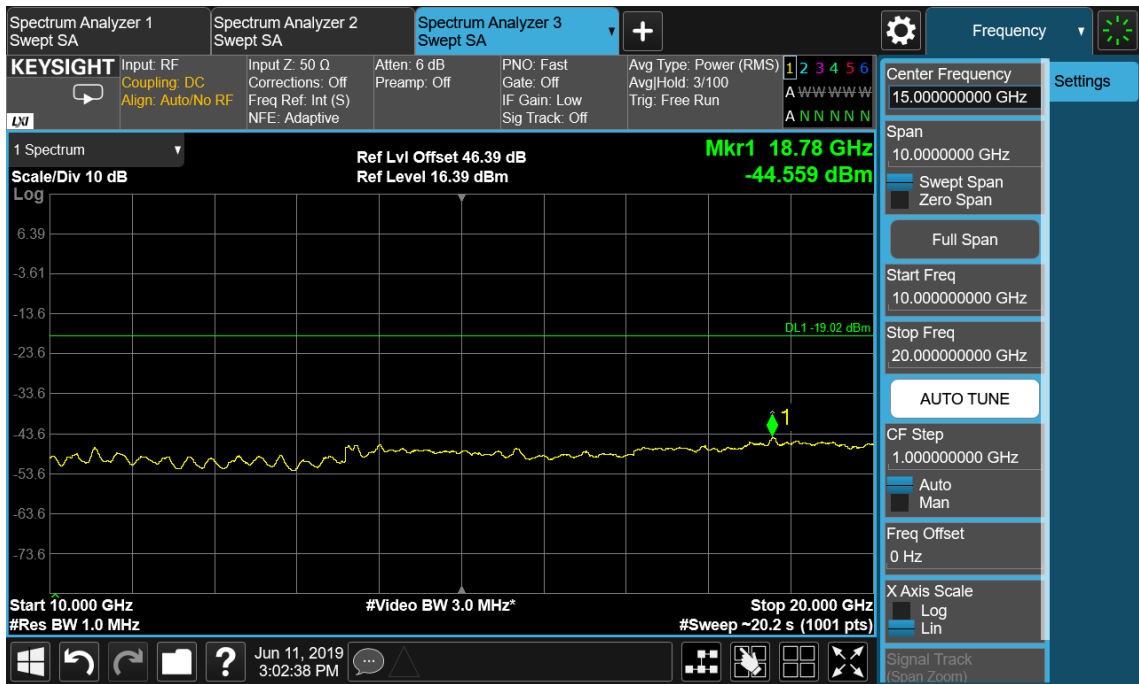 Spectrum Analyzer 1
Swept SA
Spectrum Analyzer 2
Swept SA
Spectrum Analyzer 3
Swept SA
Frequency
KEYSIGHT
LXI
Input: RF
Coupling: DC
Align: Auto/No RF
Input Z: 50 Ω
Corrections: Off
Freq Ref: Int (S)
NFE: Adaptive
Atten: 6 dB
Preamp: Off
PNO: Fast
Gate: Off
IF Gain: Low
Sig Track: Off
Avg Type: Power (RMS)
Avg|Hold: 3/100
Trig: Free Run
1 2 3 4 5 6
A W W W W W
A N N N N N
1 Spectrum
Scale/Div 10 dB
Ref Lvl Offset 46.39 dB
Ref Level 16.39 dBm
Mkr1 18.78 GHz
-44.559 dBm
Log
6.39
-3.61
-13.6
-23.6
-33.6
-43.6
-53.6
-63.6
-73.6
DL1 -19.02 dBm
1
Start 10.000 GHz
#Res BW 1.0 MHz
#Video BW 3.0 MHz*
Stop 20.000 GHz
#Sweep ~20.2 s (1001 pts)
Center Frequency
15.000000000 GHz
Span
10.0000000 GHz
Swept Span
Zero Span
Full Span
Start Freq
10.000000000 GHz
Stop Freq
20.000000000 GHz
AUTO TUNE
CF Step
1.000000000 GHz
Auto
Man
Freq Offset
0 Hz
X Axis Scale
Log
Lin
Signal Track
(Span Zoom)
Settings
?
Jun 11, 2019
3:02:38 PM